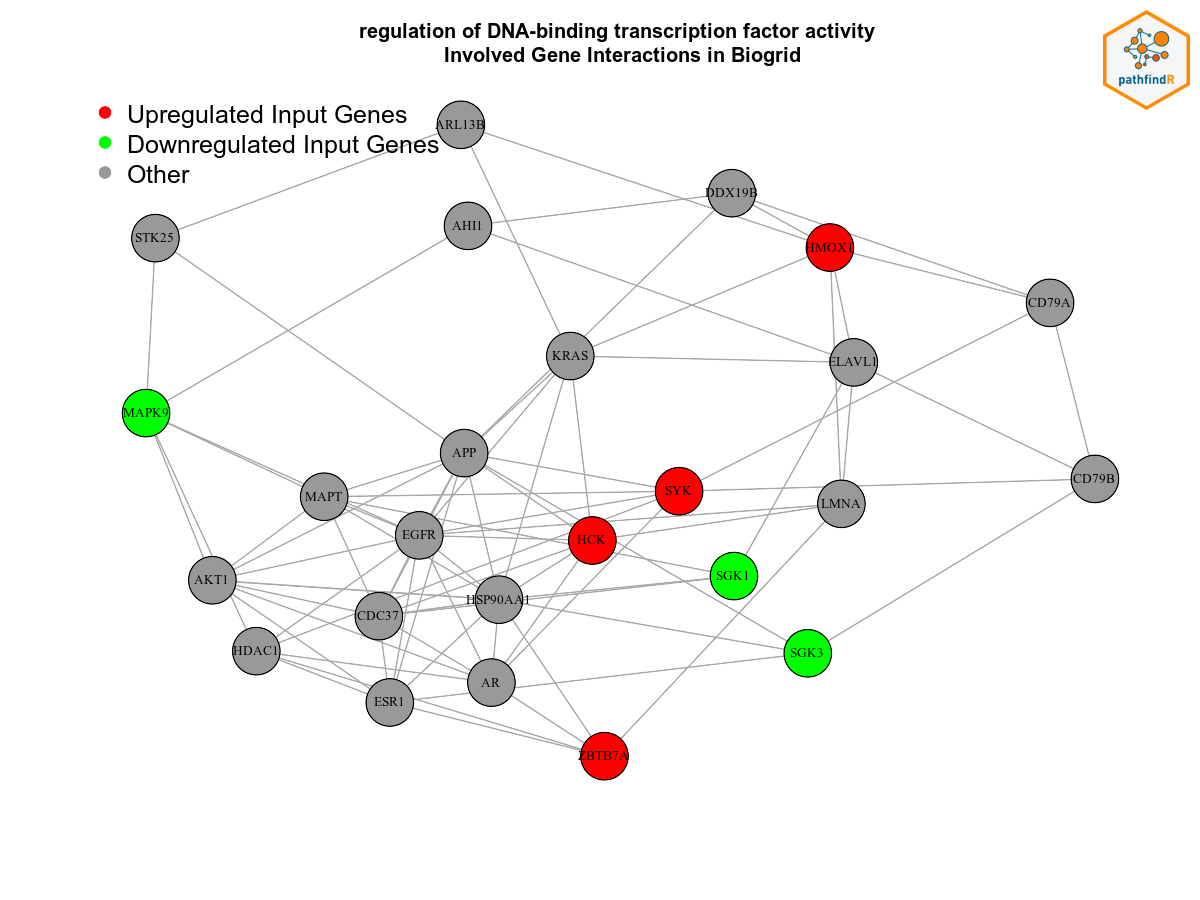 regulation of DNA-binding transcription factor activity
Involved Gene Interactions in Biogrid
pathfindR
Upregulated Input Genes
Downregulated Input Genes
Other
ARL13B
DDX19B
STK25
AHI1
HMOX1
CD79A
KRAS
ELAVL1
MAPK9
APP
CD79B
MAPT
SYK
LMNA
EGFR
HCK
AKT1
SGK1
HSP90AA1
CDC37
HDAC1
SGK3
AR
ESR1
ZBTB7A